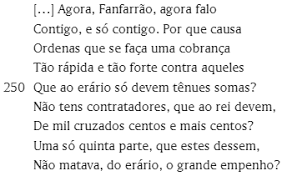 […] Agora, Fanfarrão, agora falo
Contigo, e só contigo. Por que causa
Ordenas que se faça uma cobrança
Tão rápida e tão forte contra aqueles
250 Que ao erário só devem tênues somas?
Não tens contratadores, que ao rei devem,
De mil cruzados centos e mais centos?
Uma só quinta parte, que estes dessem,
Não matava, do erário, o grande empenho?